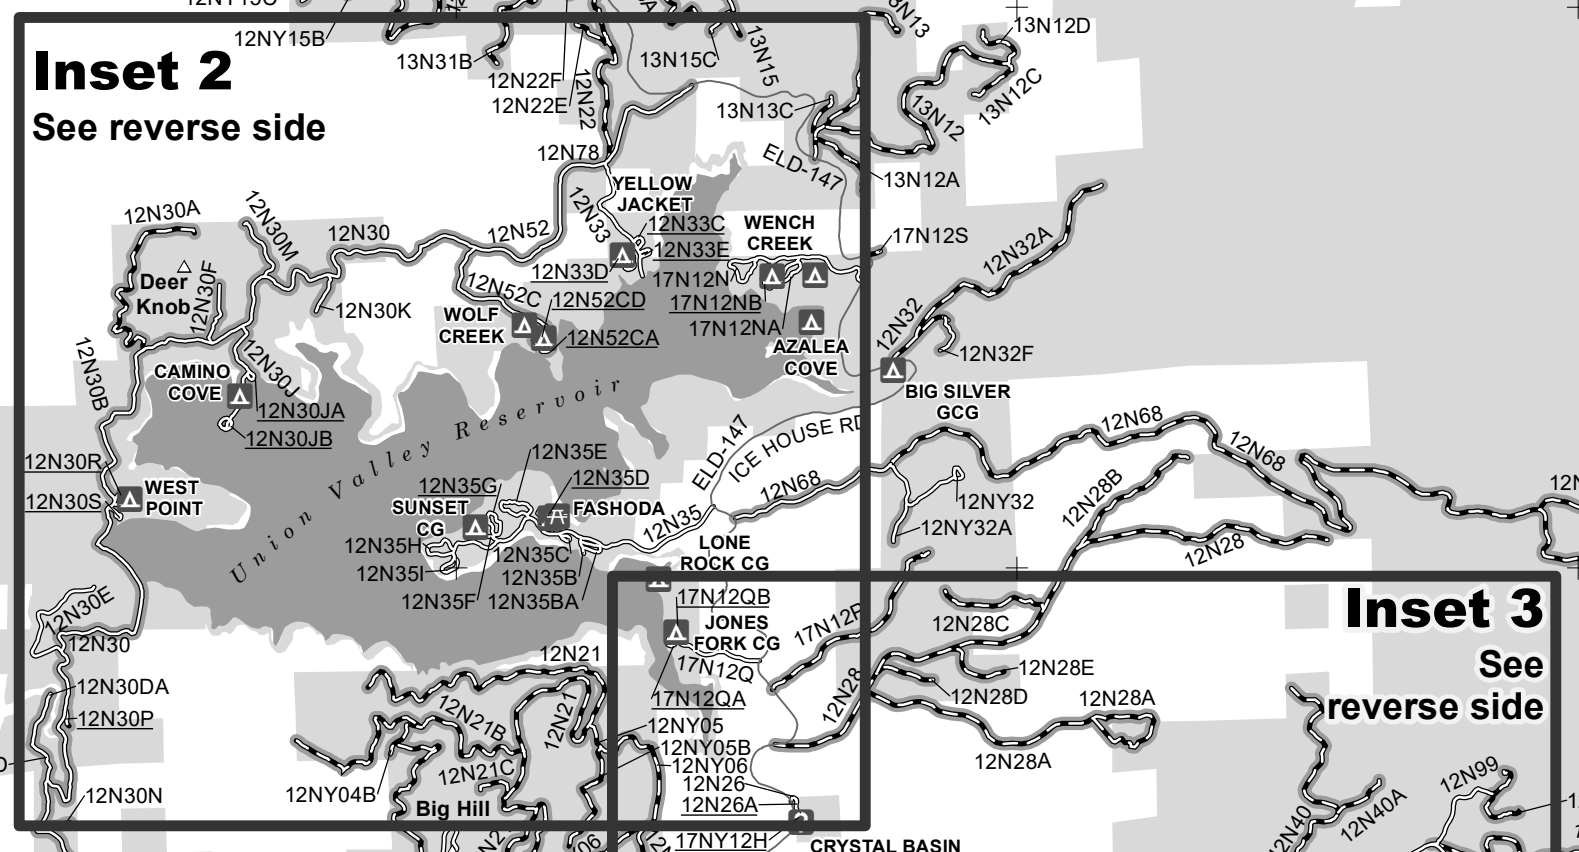 12NY15B
13N31B
12N22F
12N22E
12N22
13N15C
13N15
13N13
13N12D
13N12C
13N12
13N13C
Inset 2
See reverse side
12N78
ELD-147
13N12A
YELLOW
JACKET
12N33
12N33C
12N33E
12N33D
WENCH
CREEK
17N12S
17N12N
17N12NB
17N12NA
AZALEA
COVE
12N32A
12N32
12N32F
BIG SILVER
GCG
12N30A
12N30M
12N30
12N52
Deer
Knob
12N30F
12N30K
12N52C
12N52CD
12N52CA
WOLF
CREEK
12N30B
CAMINO
COVE
12N30J
12N30JA
12N30JB
Union Valley Reservoir
12N30R
12N30S
WEST
POINT
12N35E
12N35G
12N35D
SUNSET
CG
FASHODA
12N35H
12N35I
12N35F
12N35C
12N35B
12N35BA
12N35
ELD-147
ICE HOUSE RD
12N68
12N68
12N68
12NY32
12NY32A
12N28B
12N28
LONE
ROCK CG
17N12QB
JONES
FORK CG
17N12Q
17N12QA
12N28
12N28C
12N28E
12N28D
12N28A
12N28A
Inset 3
See
reverse side
12N30E
12N30
12N30DA
12N30P
12N30N
12N21
12N21
12N21B
12N21C
12NY04B
Big Hill
12NY05
12NY05B
12NY06
12N26
12N26A
17NY12H
CRYSTAL BASIN
12N99
12N40A
12N40